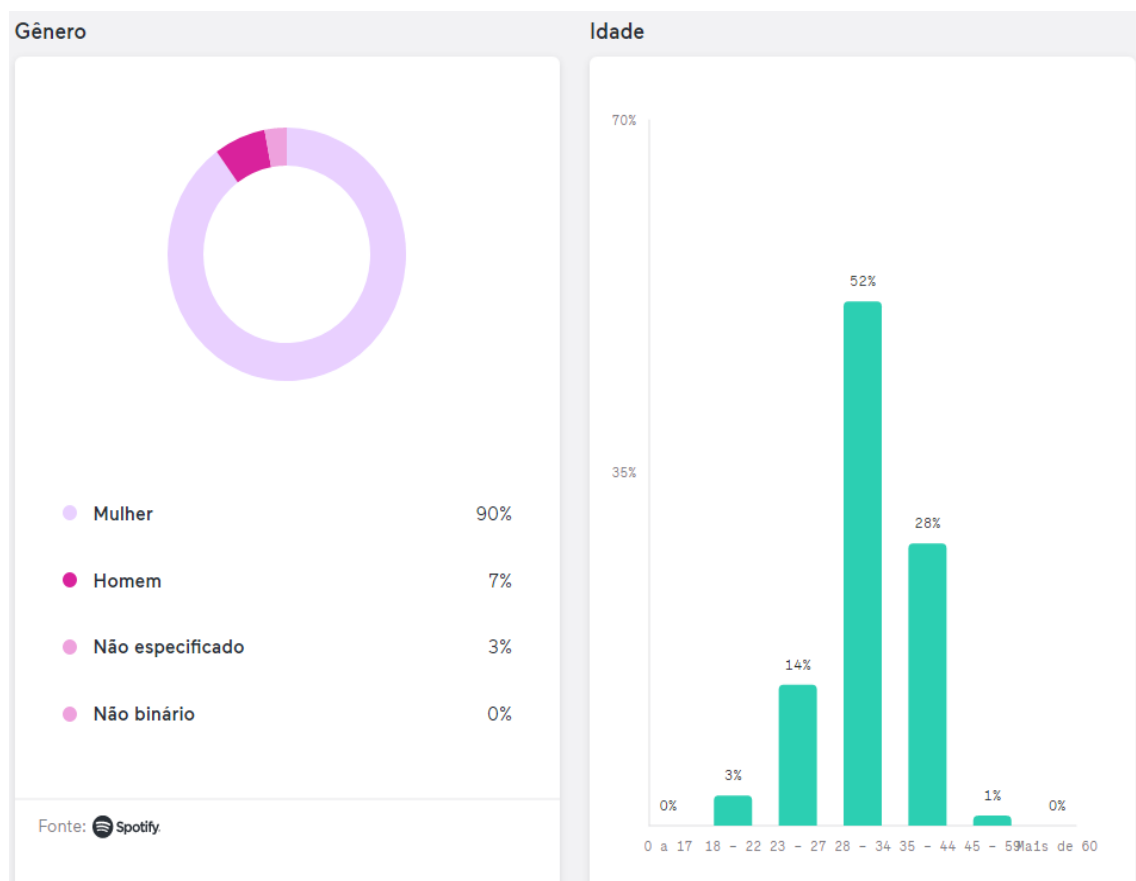 Gênero
Mulher 90%
Homem 7%
Não especificado 3%
Não binário 0%
Fonte: Spotify
Idade
70%
52%
35%
28%
14%
3%
1%
0%
0%
0 a 17 18 - 22 23 - 27 28 - 34 35 - 44 45 - 59 Mais de 60